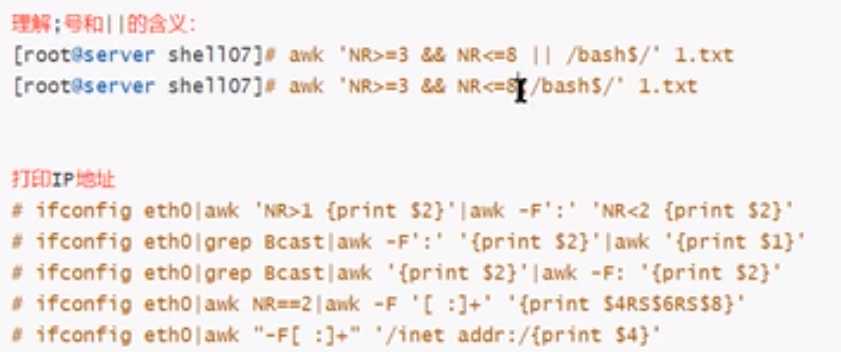 理解;号和||的含义:
[root@server shell07]# awk 'NR>=3 && NR<=8 || /bash$/' 1.txt
[root@server shell07]# awk 'NR>=3 && NR<=8;/bash$/' 1.txt
打印IP地址
# ifconfig eth0|awk 'NR>1 {print $2}'|awk -F':' 'NR<2 {print $2}'
# ifconfig eth0|grep Bcast|awk -F':' '{print $2}'|awk '{print $1}'
# ifconfig eth0|grep Bcast|awk '{print $2}'|awk -F: '{print $2}'
# ifconfig eth0|awk NR==2|awk -F '[ :]+' '{print $4RS$6RS$8}'
# ifconfig eth0|awk "-F[ :]+" '/inet addr:/{print $4}'